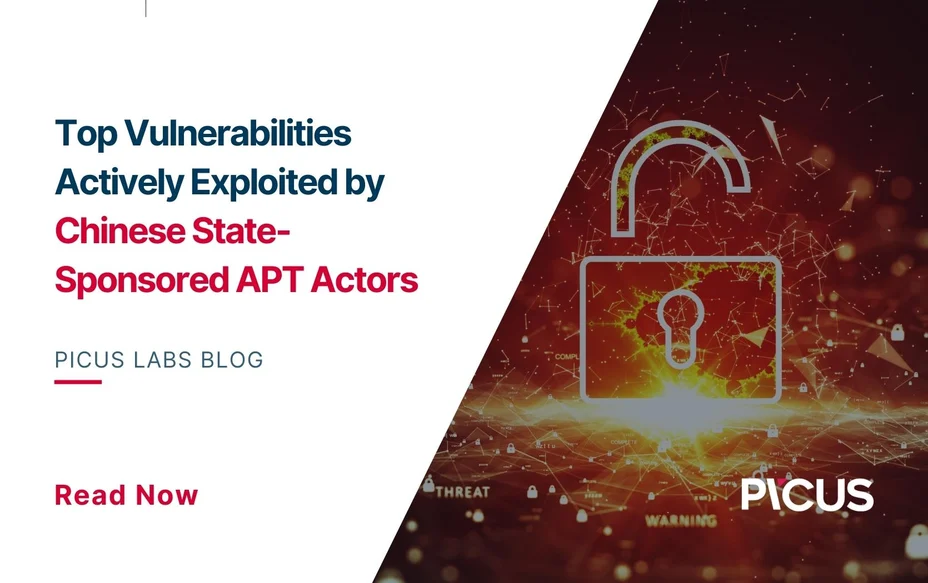 Top Vulnerabilities
Actively Exploited by
Chinese State-
Sponsored APT Actors
PICUS LABS BLOG
Read Now
THREAT
WARNING
PICUS